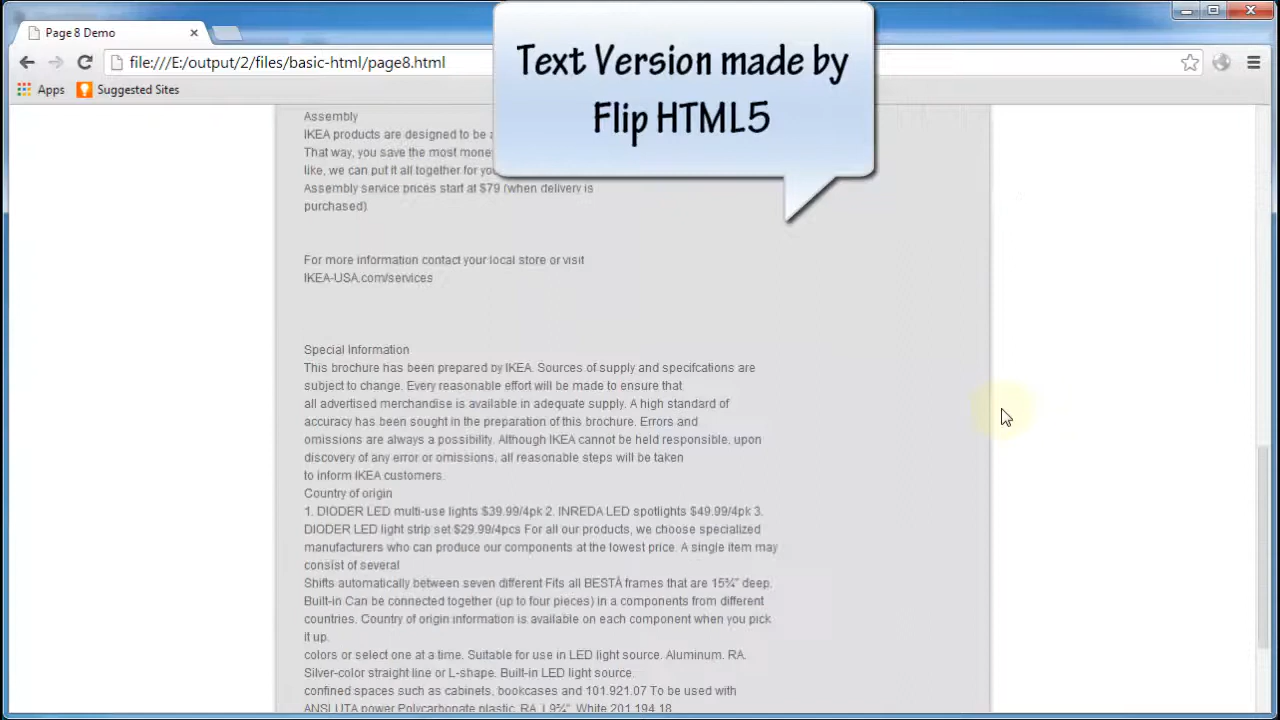 Page 8 Demo
file:///E:/output/2/files/basic-html/page8.html
Apps
Suggested Sites
Text Version made by
Flip HTML5
Assembly
IKEA products are designed to be
That way, you save the most mone
like, we can put it all together for yo
Assembly service prices start at $79 (when delivery is
purchased)
For more information contact your local store or visit
IKEA-USA.com/services
Special Information
This brochure has been prepared by IKEA. Sources of supply and specifcations are
subject to change. Every reasonable effort will be made to ensure that
all advertised merchandise is available in adequate supply. A high standard of
accuracy has been sought in the preparation of this brochure. Errors and
omissions are always a possibility. Although IKEA cannot be held responsible, upon
discovery of any error or omissions, all reasonable steps will be taken
to inform IKEA customers.
Country of origin
1. DIODER LED multi-use lights $39.99/4pk 2. INREDA LED spotlights $49.99/4pk 3.
DIODER LED light strip set $29.99/4pcs For all our products, we choose specialized
manufacturers who can produce our components at the lowest price. A single item may
consist of several
Shifts automatically between seven different Fits all BESTÅ frames that are 15¾” deep.
Built-in Can be connected together (up to four pieces) in a components from different
countries. Country of origin information is available on each component when you pick
it up.
colors or select one at a time. Suitable for use in LED light source. Aluminum. RA.
Silver-color straight line or L-shape. Built-in LED light source.
confined spaces such as cabinets, bookcases and 101.921.07 To be used with
ANSLUTA power Polycarbonate plastic. RA. L9¾”. White 201.194.18